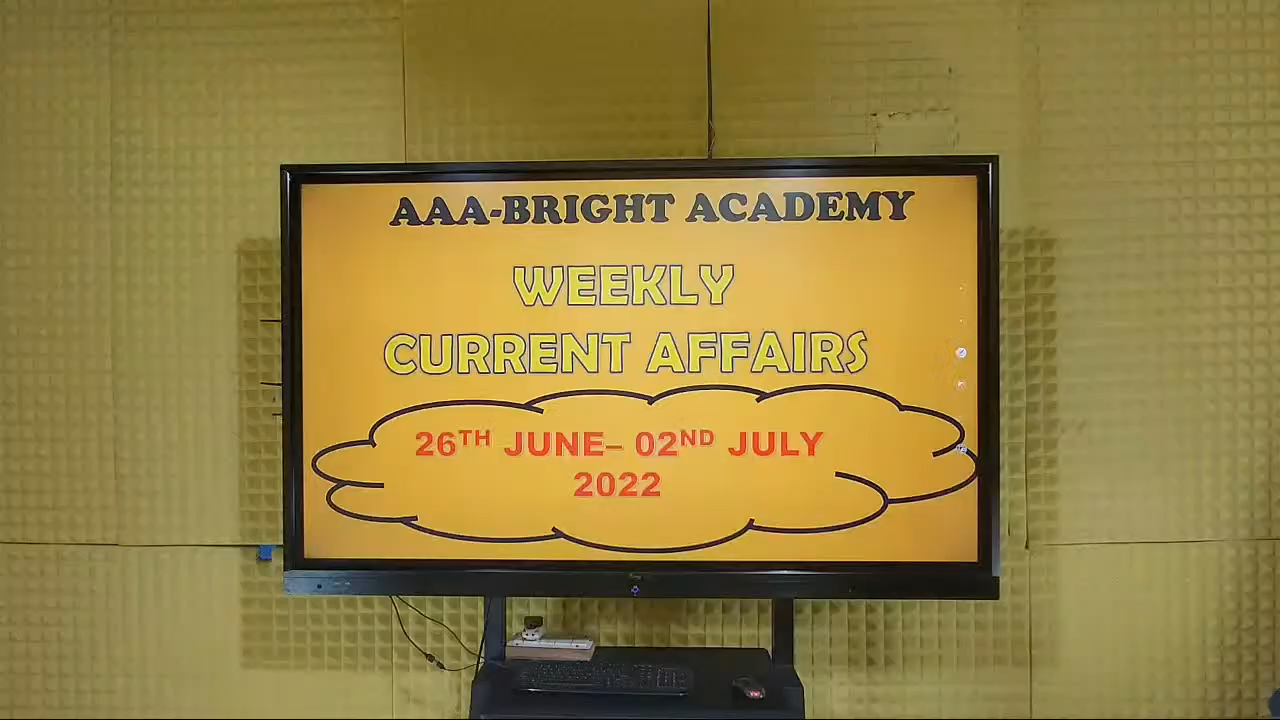 AAA-BRIGHT ACADEMY
WEEKLY
CURRENT AFFAIRS
26TH JUNE– 02ND JULY
2022